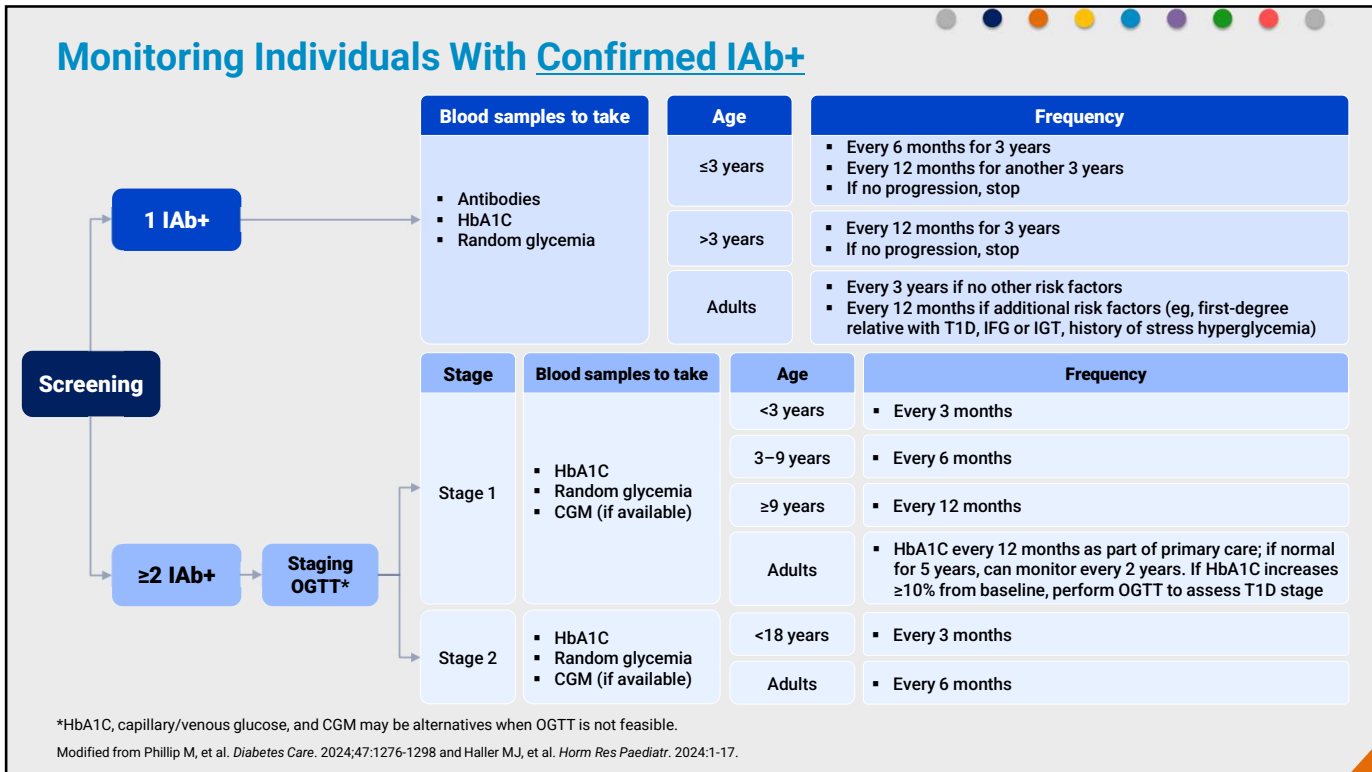 Monitoring Individuals With Confirmed IAb+
Screening
1 IAb+
Blood samples to take
Age
Frequency
▪ Antibodies
▪ HbA1C
▪ Random glycemia
≤3 years
▪ Every 6 months for 3 years
▪ Every 12 months for another 3 years
▪ If no progression, stop
>3 years
▪ Every 12 months for 3 years
▪ If no progression, stop
Adults
▪ Every 3 years if no other risk factors
▪ Every 12 months if additional risk factors (eg, first-degree
relative with T1D, IFG or IGT, history of stress hyperglycemia)
≥2 IAb+
Staging
OGTT*
Stage
Blood samples to take
Age
Frequency
Stage 1
▪ HbA1C
▪ Random glycemia
▪ CGM (if available)
<3 years
▪ Every 3 months
3–9 years
▪ Every 6 months
≥9 years
▪ Every 12 months
Adults
▪ HbA1C every 12 months as part of primary care; if normal
for 5 years, can monitor every 2 years. If HbA1C increases
≥10% from baseline, perform OGTT to assess T1D stage
Stage 2
▪ HbA1C
▪ Random glycemia
▪ CGM (if available)
<18 years
▪ Every 3 months
Adults
▪ Every 6 months
*HbA1C, capillary/venous glucose, and CGM may be alternatives when OGTT is not feasible.
Modified from Phillip M, et al. Diabetes Care. 2024;47:1276-1298 and Haller MJ, et al. Horm Res Paediatr. 2024:1-17.